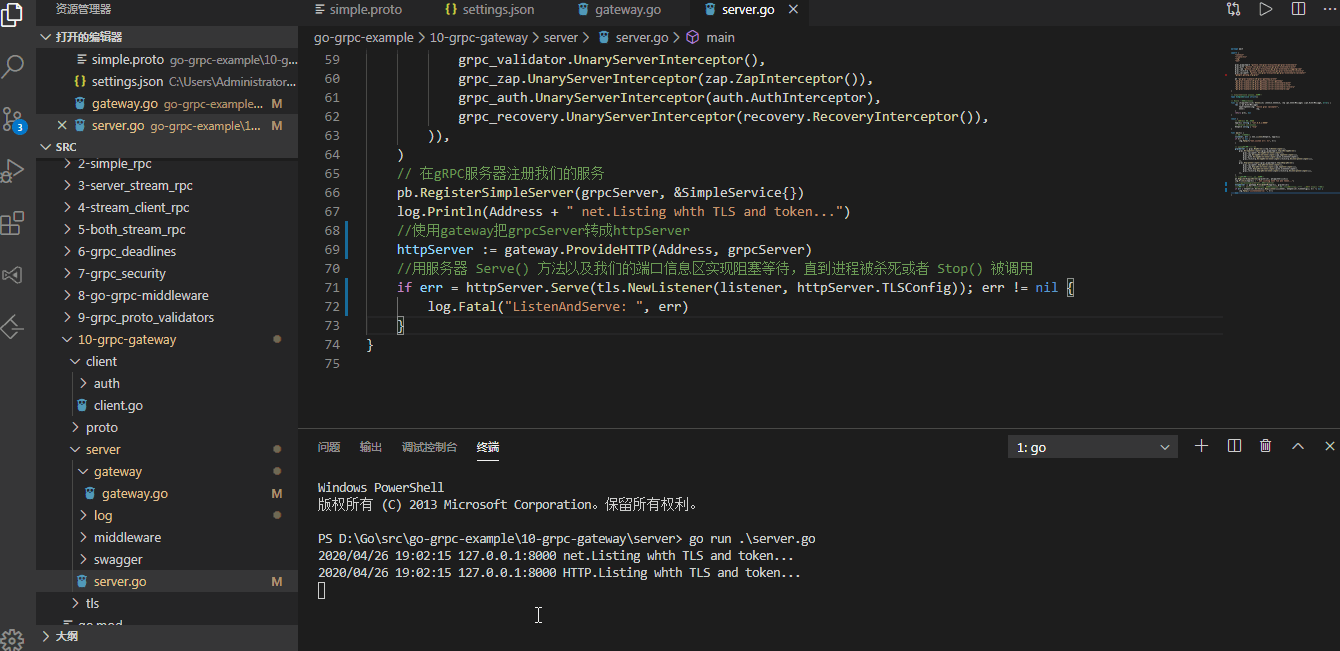 资源管理器
打开的编辑器
simple.proto go-grpc-example\10-g...
settings.json C:\Users\Administrator...
gateway.go go-grpc-example... M
server.go go-grpc-example\1... M
SRC
2-simple_rpc
3-server_stream_rpc
4-stream_client_rpc
5-both_stream_rpc
6-grpc_deadlines
7-grpc_security
8-go-grpc-middleware
9-grpc_proto_validators
10-grpc-gateway
client
auth
client.go
proto
server
gateway
gateway.go M
log
middleware
swagger
server.go M
tls
go.mod
大纲
3
simple.proto settings.json gateway.go server.go
go-grpc-example > 10-grpc-gateway > server > server.go > main
59 grpc_validator.UnaryServerInterceptor(),
60 grpc_zap.UnaryServerInterceptor(zap.ZapInterceptor()),
61 grpc_auth.UnaryServerInterceptor(auth.AuthInterceptor),
62 grpc_recovery.UnaryServerInterceptor(recovery.RecoveryInterceptor()),
63 )),
64 )
65 // 在gRPC服务器注册我们的服务
66 pb.RegisterSimpleServer(grpcServer, &SimpleService{})
67 log.Println(Address + " net.Listing whth TLS and token...")
68 //使用gateway把grpcServer转成httpServer
69 httpServer := gateway.ProvideHTTP(Address, grpcServer)
70 //用服务器 Serve() 方法以及我们的端口信息区实现阻塞等待，直到进程被杀死或者 Stop() 被调用
71 if err = httpServer.Serve(tls.NewListener(listener, httpServer.TLSConfig)); err != nil {
72 log.Fatal("ListenAndServe: ", err)
73 }
74 }
75
问题 输出 调试控制台 终端
1: go
Windows PowerShell
版权所有 (C) 2013 Microsoft Corporation。保留所有权利。
PS D:\Go\src\go-grpc-example\10-grpc-gateway\server> go run .\server.go
2020/04/26 19:02:15 127.0.0.1:8000 net.Listing whth TLS and token...
2020/04/26 19:02:15 127.0.0.1:8000 HTTP.Listing whth TLS and token...